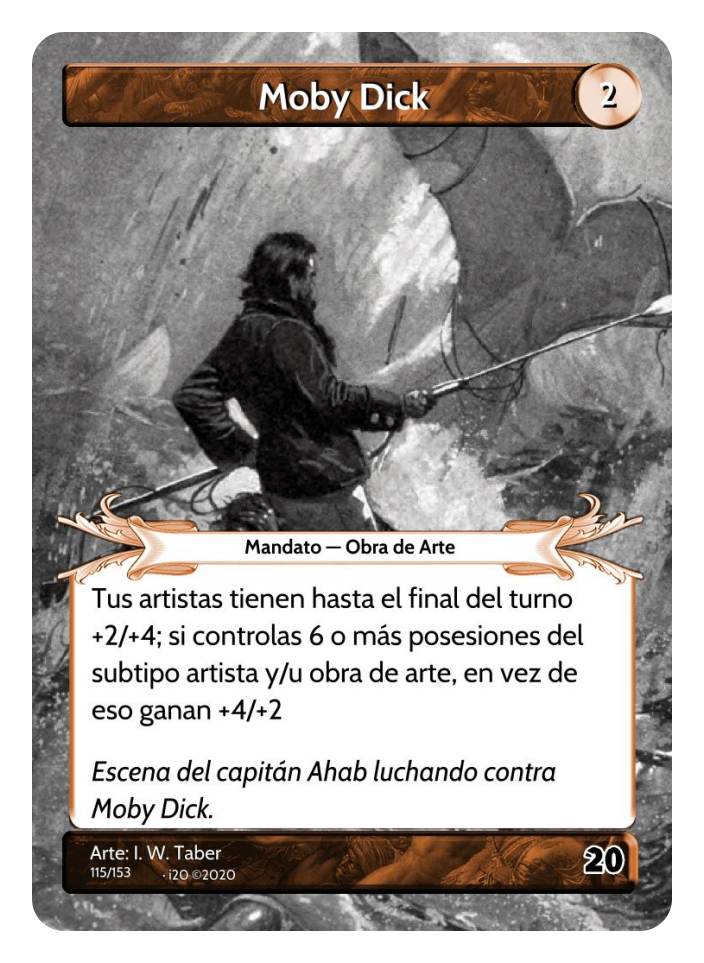 Moby Dick
2
Mandato — Obra de Arte
Tus artistas tienen hasta el final del turno
+2/+4; si controlas 6 o más posesiones del
subtipo artista y/u obra de arte, en vez de
eso ganan +4/+2
Escena del capitán Ahab luchando contra
Moby Dick.
Arte: I. W. Taber
115/153 · i20 ©2020
20